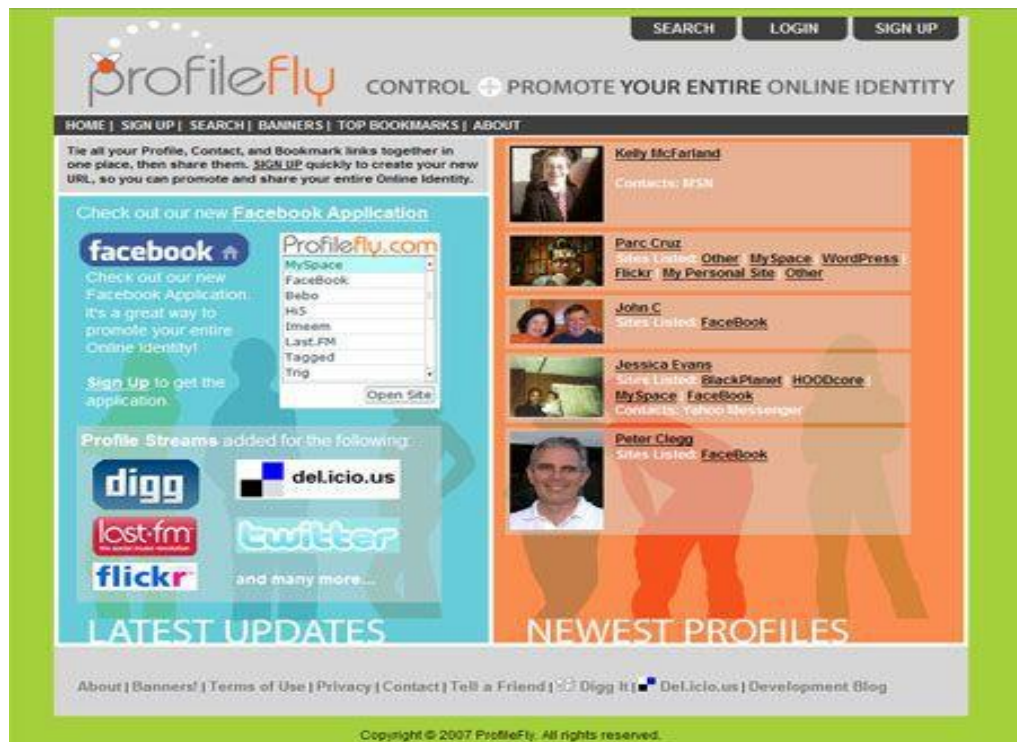 SEARCH LOGIN SIGN UP
profilefly CONTROL + PROMOTE YOUR ENTIRE ONLINE IDENTITY
HOME | SIGN UP | SEARCH | BANNERS | TOP BOOKMARKS | ABOUT
Tie all your Profile, Contact, and Bookmark links together in
one place, then share them. SIGN UP quickly to create your new
URL, so you can promote and share your entire Online Identity.
Check out our new Facebook Application
facebook
Check out our new
Facebook Application.
It's a great way to
promote your entire
Online Identity!
Sign Up to get the
application.
Profilefly.com
MySpace
FaceBook
Bebo
Hi5
Imeem
Last.FM
Tagged
Trig
Open Site
Profile Streams added for the following:
digg
del.icio.us
last.fm
the social music revolution
twitter
flickr
and many more...
LATEST UPDATES
Kelly McFarland
Contacts: MSN
Parc Cruz
Sites Listed: Other | MySpace | WordPress |
Flickr | My Personal Site | Other
John C
Sites Listed: FaceBook
Jessica Evans
Sites Listed: BlackPlanet | HOODcore |
MySpace | FaceBook
Contacts: Yahoo Messenger
Peter Clegg
Sites Listed: FaceBook
NEWEST PROFILES
About | Banners! | Terms of Use | Privacy | Contact | Tell a Friend | Digg It | Del.icio.us | Development Blog
Copyright © 2007 ProfileFly. All rights reserved.